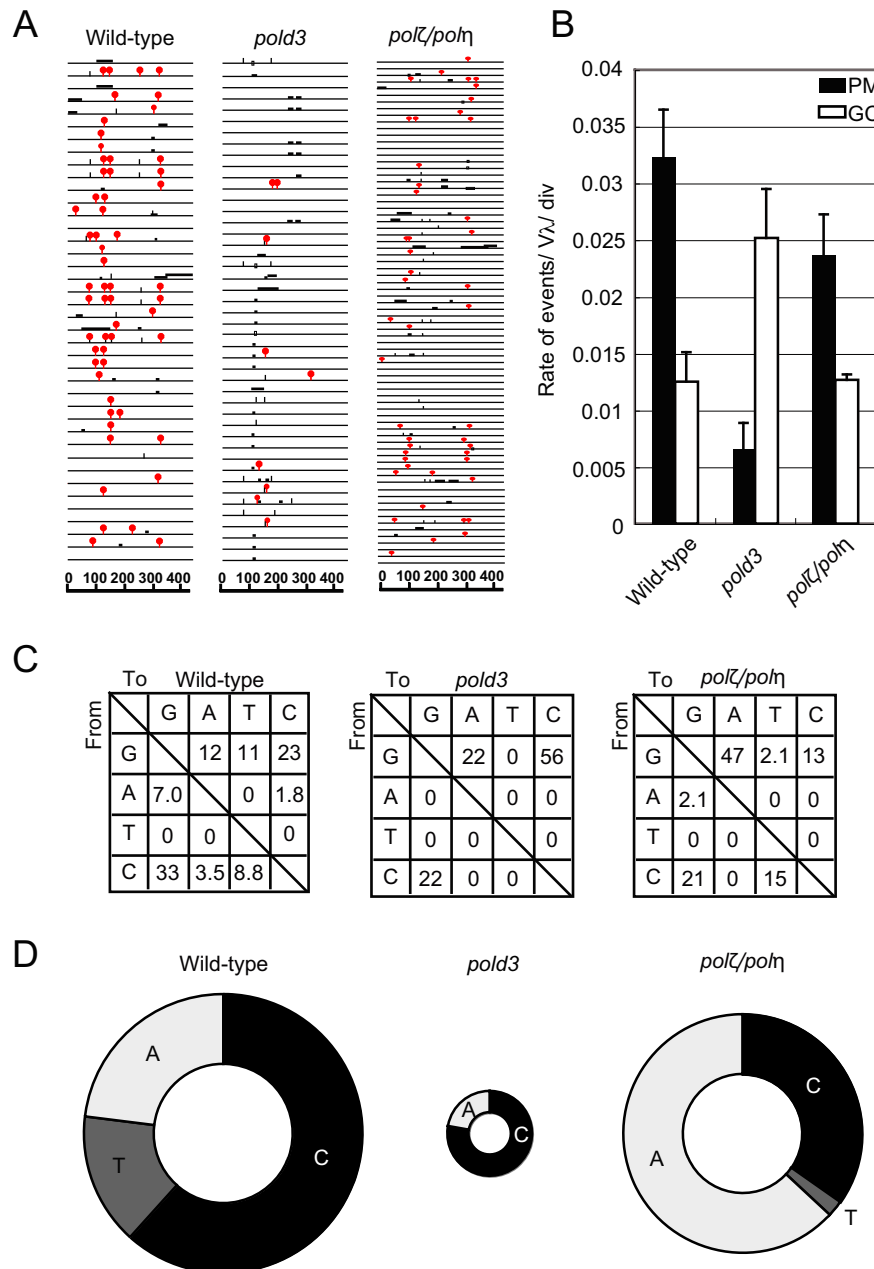 A
Wild-type pold3 polζ/polη
0 100 200 300 400 0 100 200 300 400 0 100 200 300 400
B
0.04
0.035
0.03
0.025
0.02
0.015
0.01
0.005
0
Rate of events/ Vλ/ div
PM
GC
Wild-type pold3 polζ/polη
C
To Wild-type
From
G A T C
G 12 11 23
A 7.0 0 1.8
T 0 0 0
C 33 3.5 8.8
To pold3
G A T C
G 22 0 56
A 0 0 0
T 0 0 0
C 22 0 0
To polζ/polη
From
G A T C
G 47 2.1 13
A 2.1 0 0
T 0 0 0
C 21 0 15
D
Wild-type pold3 polζ/polη
A T C
A C
A C T